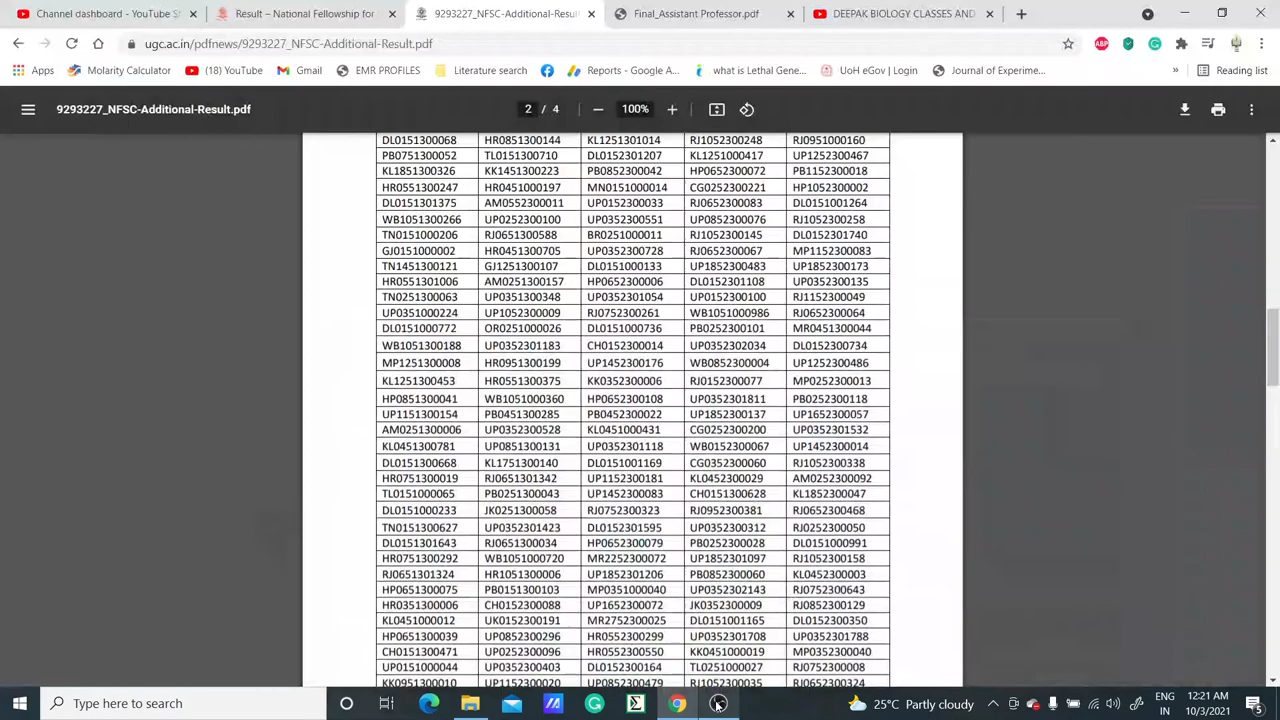 Channel dashboard - YouTube S
Result – National Fellowship for
9293227_NFSC-Additional-Resul
Final_Assistant Professor.pdf
DEEPAK BIOLOGY CLASSES AND
ugc.ac.in/pdfnews/9293227_NFSC-Additional-Result.pdf
Apps Molarity Calculator (18) YouTube Gmail EMR PROFILES Literature search Reports - Google A... what is Lethal Gene... UoH eGov | Login Journal of Experime... » Reading list
9293227_NFSC-Additional-Result.pdf 2 / 4 100%
DL0151300068 HR0851300144 KL1251301014 RJ1052300248 RJ0951000160
PB0751300052 TL0151300710 DL0152301207 KL1251000417 UP1252300467
KL1851300326 KK1451300223 PB0852300042 HP0652300072 PB1152300018
HR0551300247 HR0451000197 MN0151000014 CG0252300221 HP1052300002
DL0151301375 AM0552300011 UP0152300033 RJ0652300083 DL0151001264
WB1051300266 UP0252300100 UP0352300551 UP0852300076 RJ1052300258
TN0151000206 RJ0651300588 BR0251000011 RJ1052300145 DL0152301740
GJ0151000002 HR0451300705 UP0352300728 RJ0652300067 MP1152300083
TN1451300121 GJ1251300107 DL0151000133 UP1852300483 UP1852300173
HR0551301006 AM0251300157 HP0652300006 DL0152301108 UP0352300135
TN0251300063 UP0351300348 UP0352301054 UP0152300100 RJ1152300049
UP0351000224 UP1052300009 RJ0752300261 WB1051000986 RJ0652300064
DL0151000772 OR0251000026 DL0151000736 PB0252300101 MR0451300044
WB1051300188 UP0352301183 CH0152300014 UP0352302034 DL0152300734
MP1251300008 HR0951300199 UP1452300176 WB0852300004 UP1252300486
KL1251300453 HR0551300375 KK0352300006 RJ0152300077 MP0252300013
HP0851300041 WB1051000360 HP0652300108 UP0352301811 PB0252300118
UP1151300154 PB0451300285 PB0452300022 UP1852300137 UP1652300057
AM0251300006 UP0352300528 KL0451000431 CG0252300200 UP0352301532
KL0451300781 UP0851300131 UP0352301118 WB0152300067 UP1452300014
DL0151300668 KL1751300140 DL0151001169 CG0352300060 RJ1052300338
HR0751300019 RJ0651301342 UP1152300181 KL0452300029 AM0252300092
TL0151000065 PB0251300043 UP1452300083 CH0151300628 KL1852300047
DL0151000233 JK0251300058 RJ0752300323 RJ0952300381 RJ0652300468
TN0151300627 UP0352301423 DL0152301595 UP0352300312 RJ0252300050
DL0151301643 RJ0651300034 HP0652300079 PB0252300028 DL0151000991
HR0751300292 WB1051000720 MR2252300072 UP1852301097 RJ1052300158
RJ0651301324 HR1051300006 UP1852301206 PB0852300060 KL0452300003
HP0651300075 PB0151300103 MP0351000040 UP0352302143 RJ0752300643
HR0351300006 CH0152300088 UP1652300072 JK0352300009 RJ0852300129
KL0451000012 UK0152300191 MR2752300025 DL0151001165 DL0152300350
HP0651300039 UP0852300296 HR0552300299 UP0352301708 UP0352301788
CH0151300471 UP0252300096 HR0552300550 KK0451000019 MP0352300040
UP0151000044 UP0352300403 DL0152300164 TL0251000027 RJ0752300008
KK0951300010 UP1152300020 UP0852300479 RJ1052300035 RJ0652300324
Type here to search 25°C Partly cloudy ENG 12:21 AM
IN 10/3/2021 5